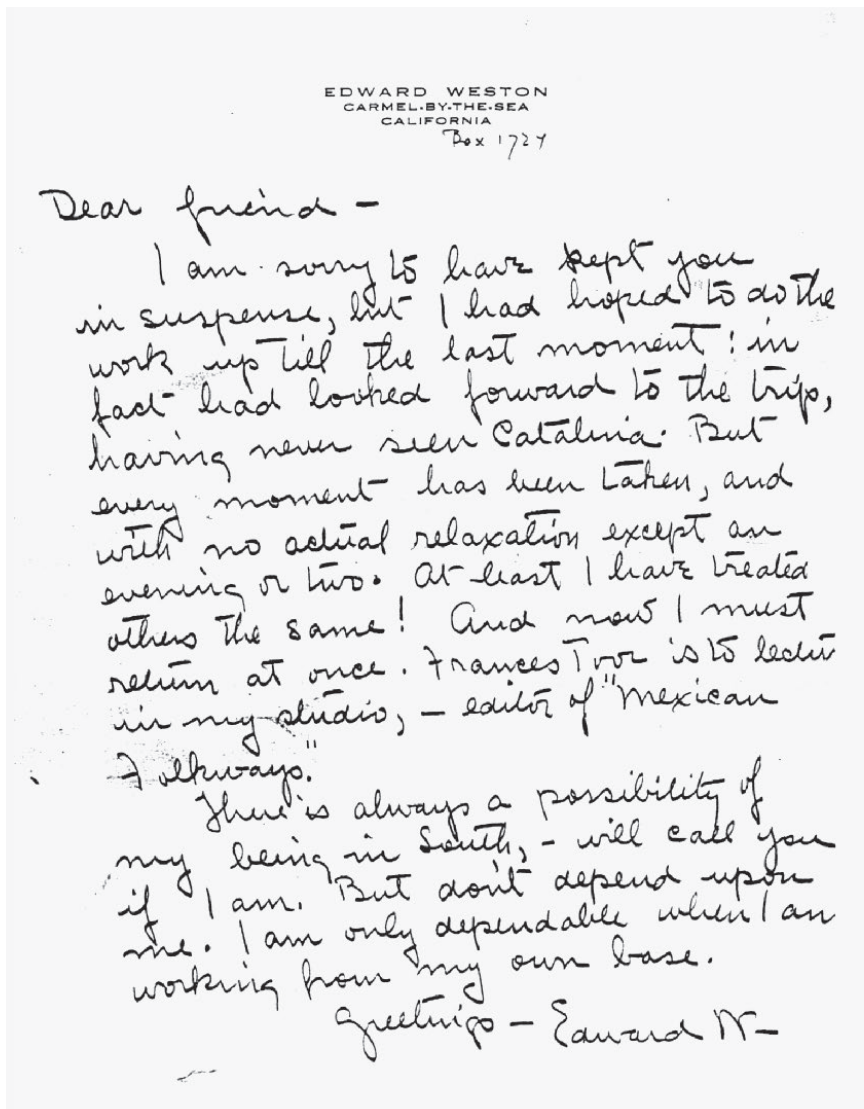 EDWARD WESTON
CARMEL-BY-THE-SEA
CALIFORNIA
Box 1724
Dear friend –
I am sorry to have kept you
in suspense, but I had hoped to do the
work up till the last moment: in
fact had looked forward to the trip,
having never seen Catalina. But
every moment has been taken, and
with no actual relaxation except an
evening or two. At least I have treated
others the same! And now I must
return at once. Frances Toor is to lecture
in my studio, – editor of "Mexican
Folkways."
There is always a possibility of
my being in South, – will call you
if I am. But don't depend upon
me. I am only dependable when I am
working from my own base.
Greetings – Edward W–